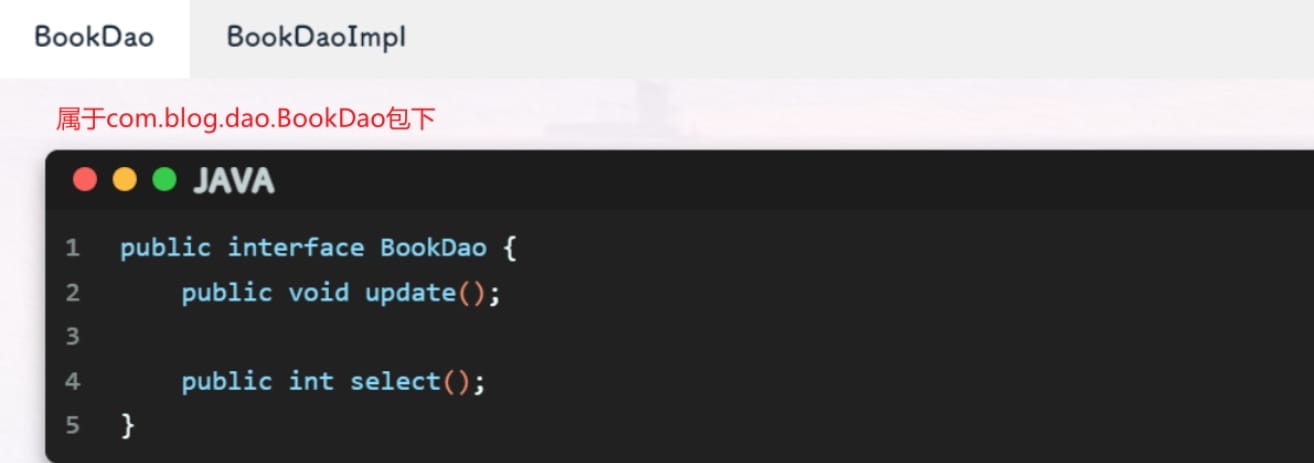 BookDao BookDaoImpl
属于com.blog.dao.BookDao包下
JAVA
1 public interface BookDao {
2     public void update();
3
4     public int select();
5 }